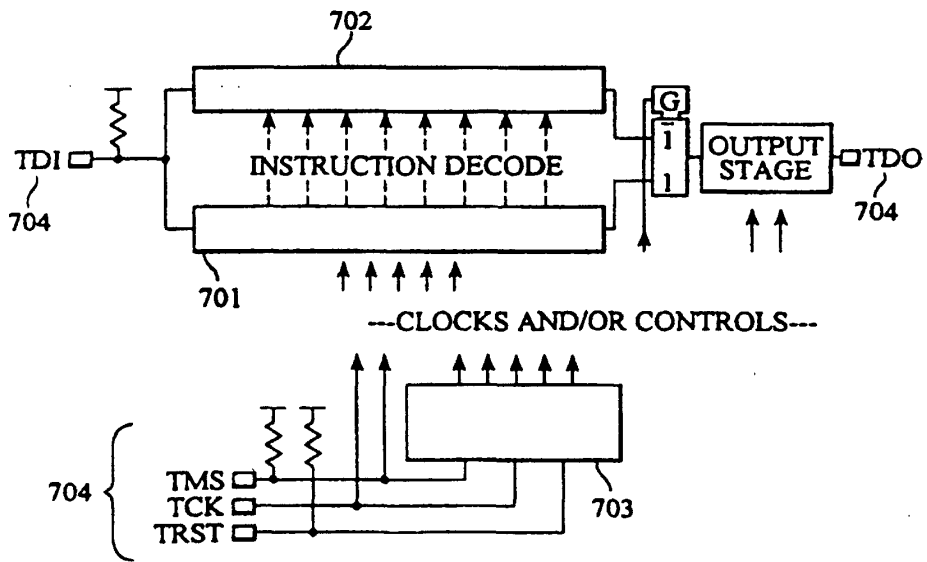 702
G
TDI
INSTRUCTION DECODE
1̅
1
OUTPUT
STAGE
TDO
704
704
701
---CLOCKS AND/OR CONTROLS---
704
TMS
TCK
TRST
703